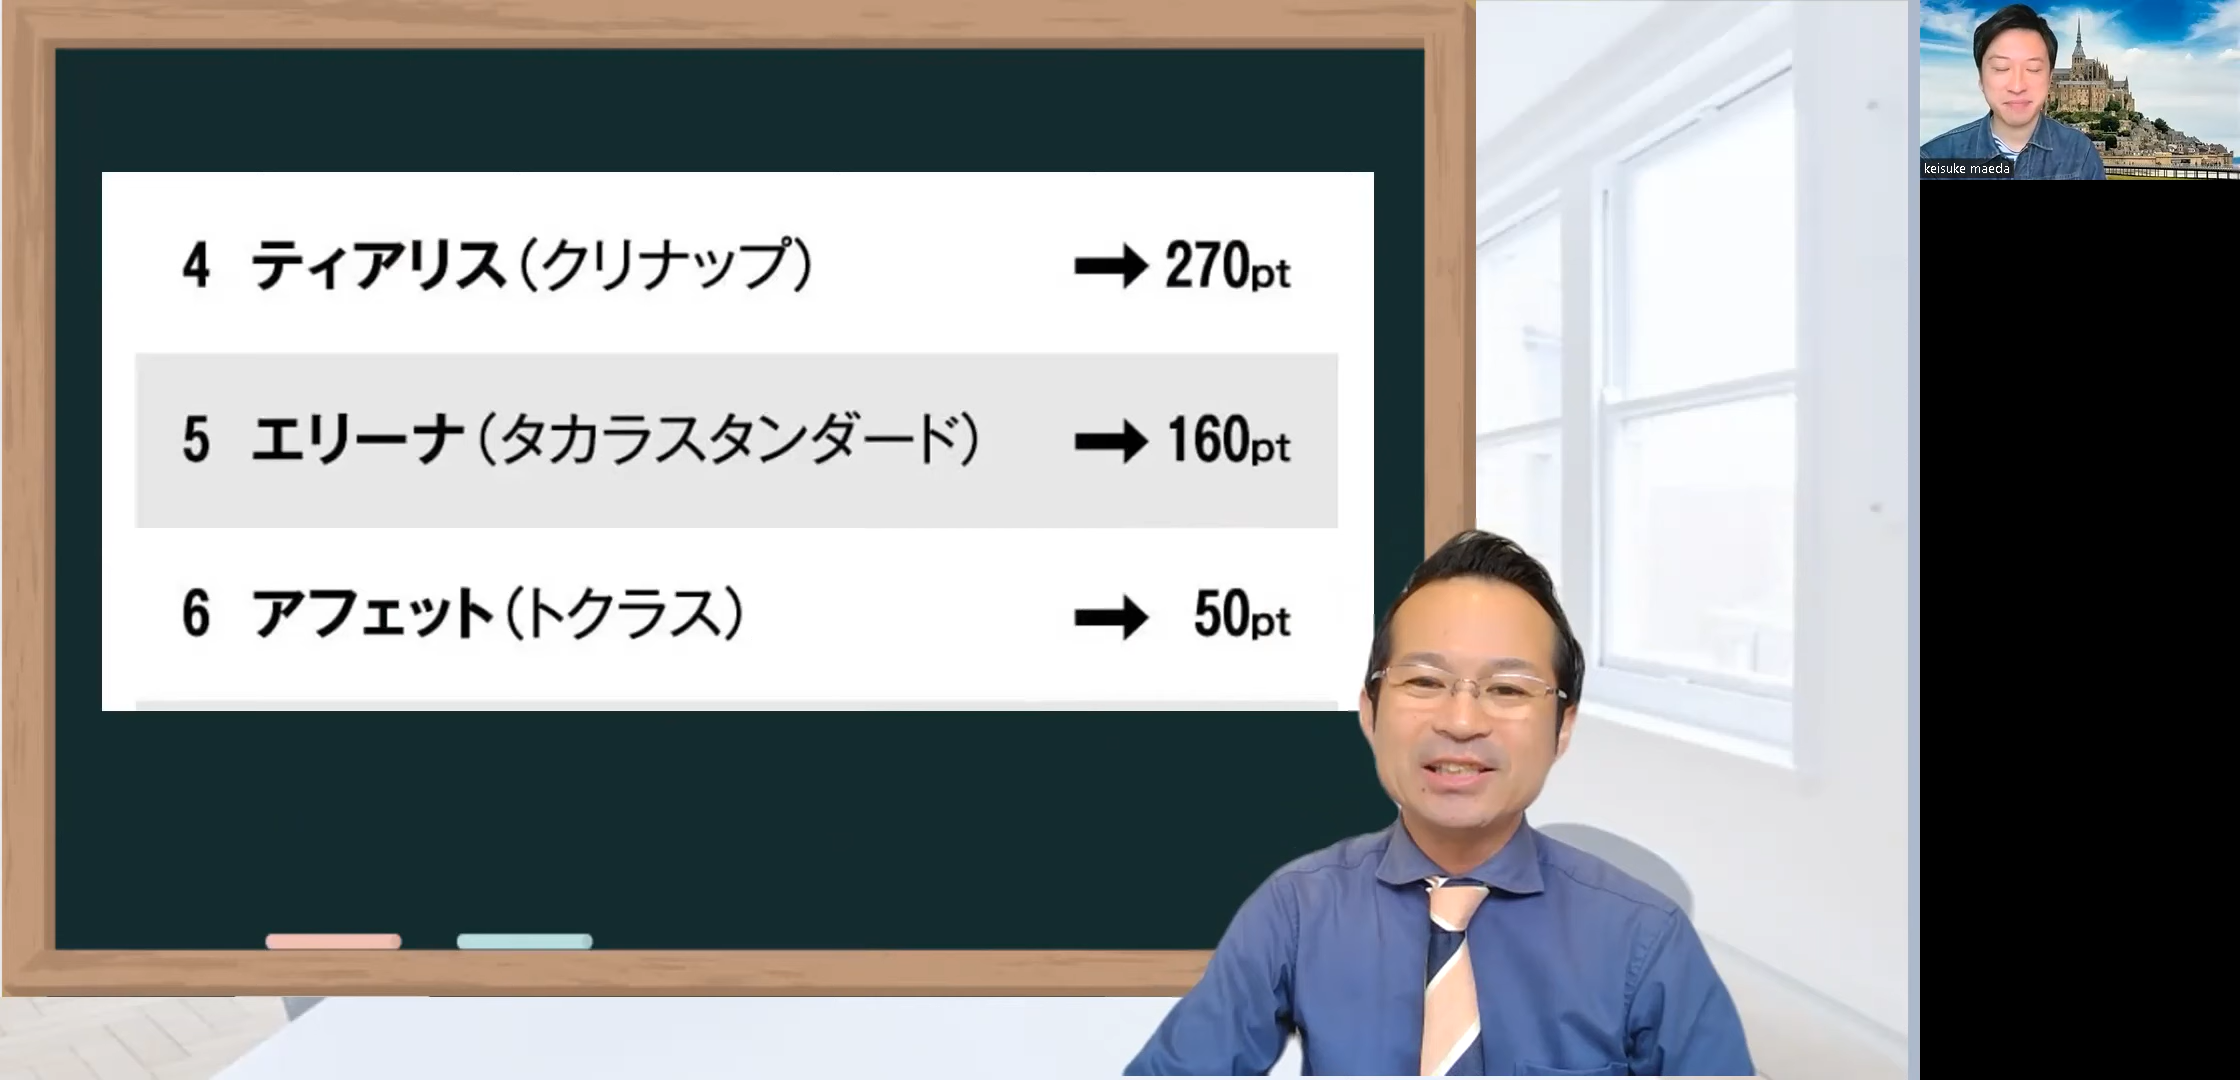 4 ティアリス（クリナップ） ➡ 270pt
5 エリーナ（タカラスタンダード） ➡ 160pt
6 アフェット（トクラス） ➡ 50pt
keisuke maeda